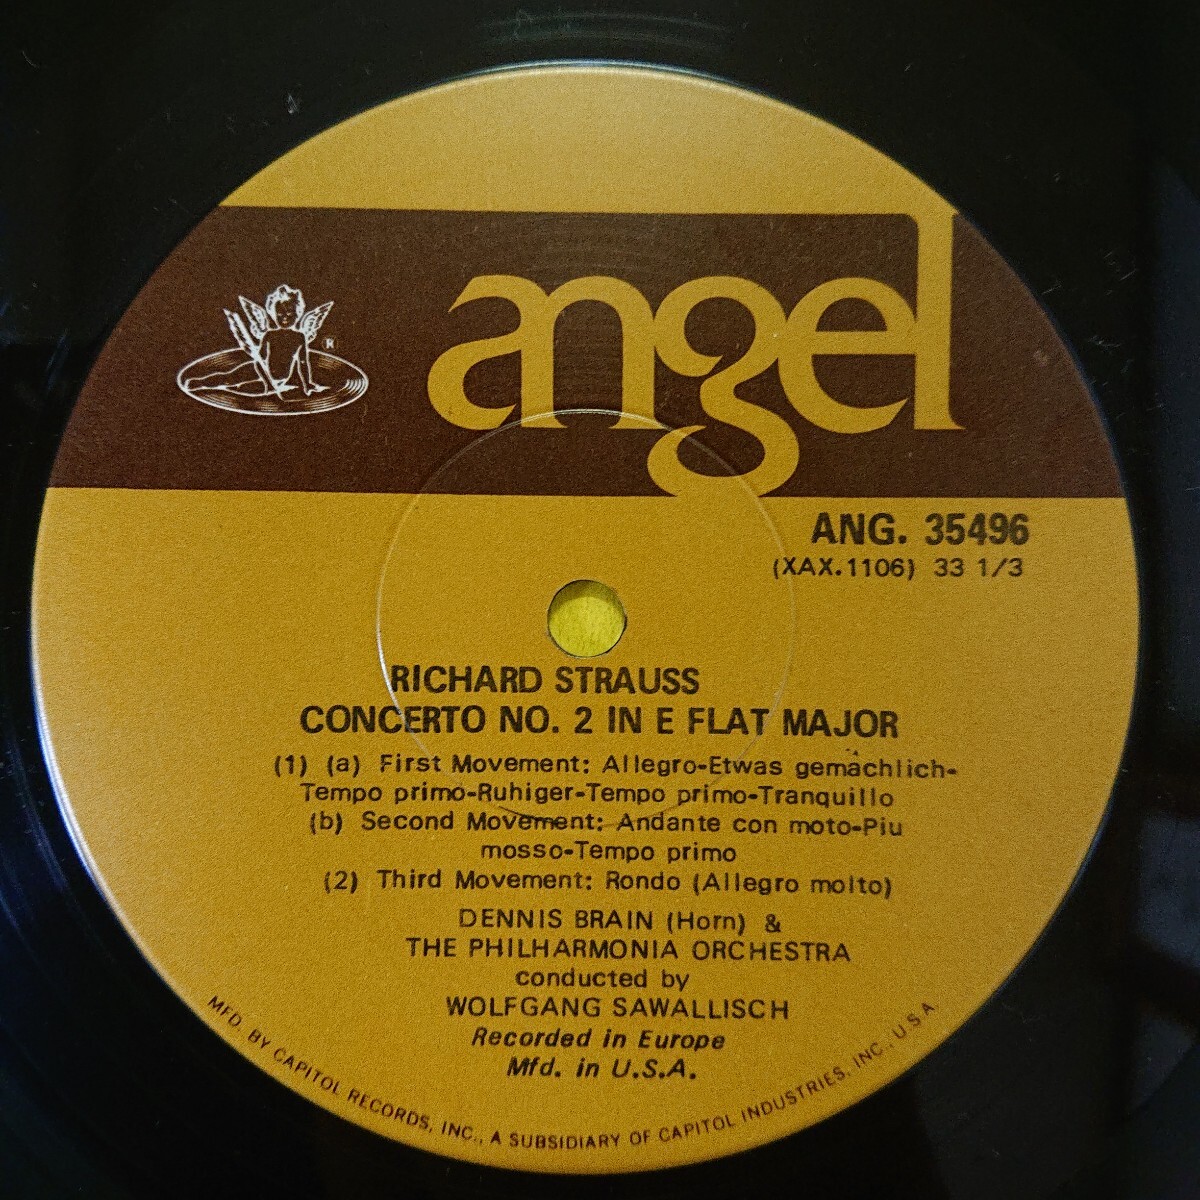 angel
®
ANG. 35496
(XAX.1106) 33 1/3
RICHARD STRAUSS
CONCERTO NO. 2 IN E FLAT MAJOR
(1) (a) First Movement: Allegro-Etwas gemächlich-
Tempo primo-Ruhiger-Tempo primo-Tranquillo
(b) Second Movement: Andante con moto-Piu
mosso-Tempo primo
(2) Third Movement: Rondo (Allegro molto)
DENNIS BRAIN (Horn) &
THE PHILHARMONIA ORCHESTRA
conducted by
WOLFGANG SAWALLISCH
Recorded in Europe
Mfd. in U.S.A.
MFD. BY CAPITOL RECORDS, INC., A SUBSIDIARY OF CAPITOL INDUSTRIES, INC., U.S.A.